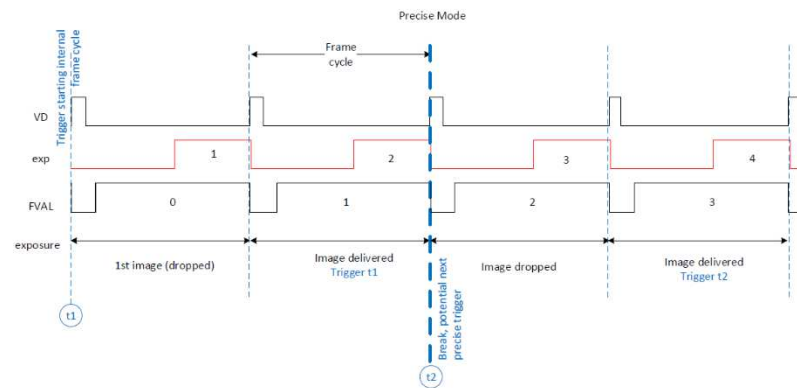 Precise Mode
Trigger starting internal
frame cycle
Frame
cycle
VD
exp
1
2
3
4
FVAL
0
1
2
3
exposure
1st image (dropped)
Image delivered
Trigger t1
Image dropped
Image delivered
Trigger t2
Break, potential next
precise trigger
t1
t2